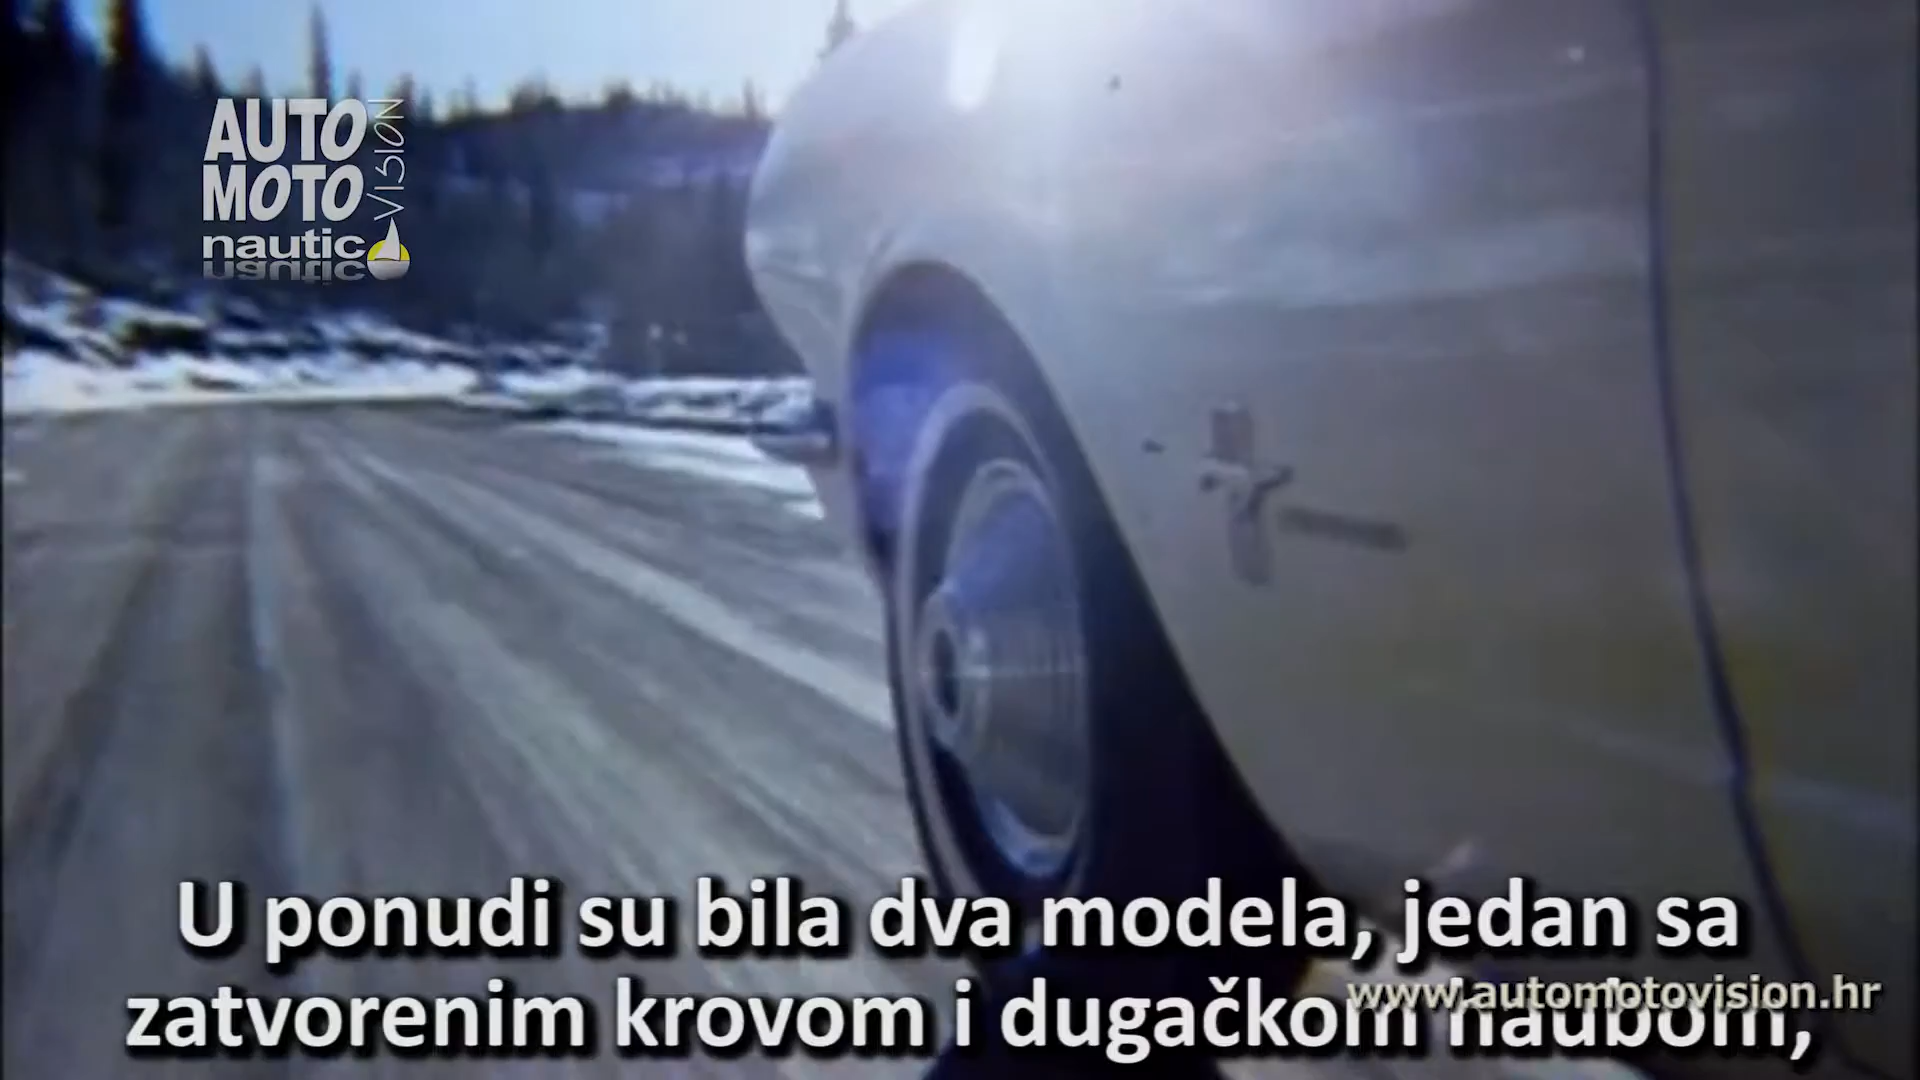 AUTO
MOTO
VISION
nautic
U ponudi su bila dva modela, jedan sa
zatvorenim krovom i dugačkom haubom,
www.automotovision.hr